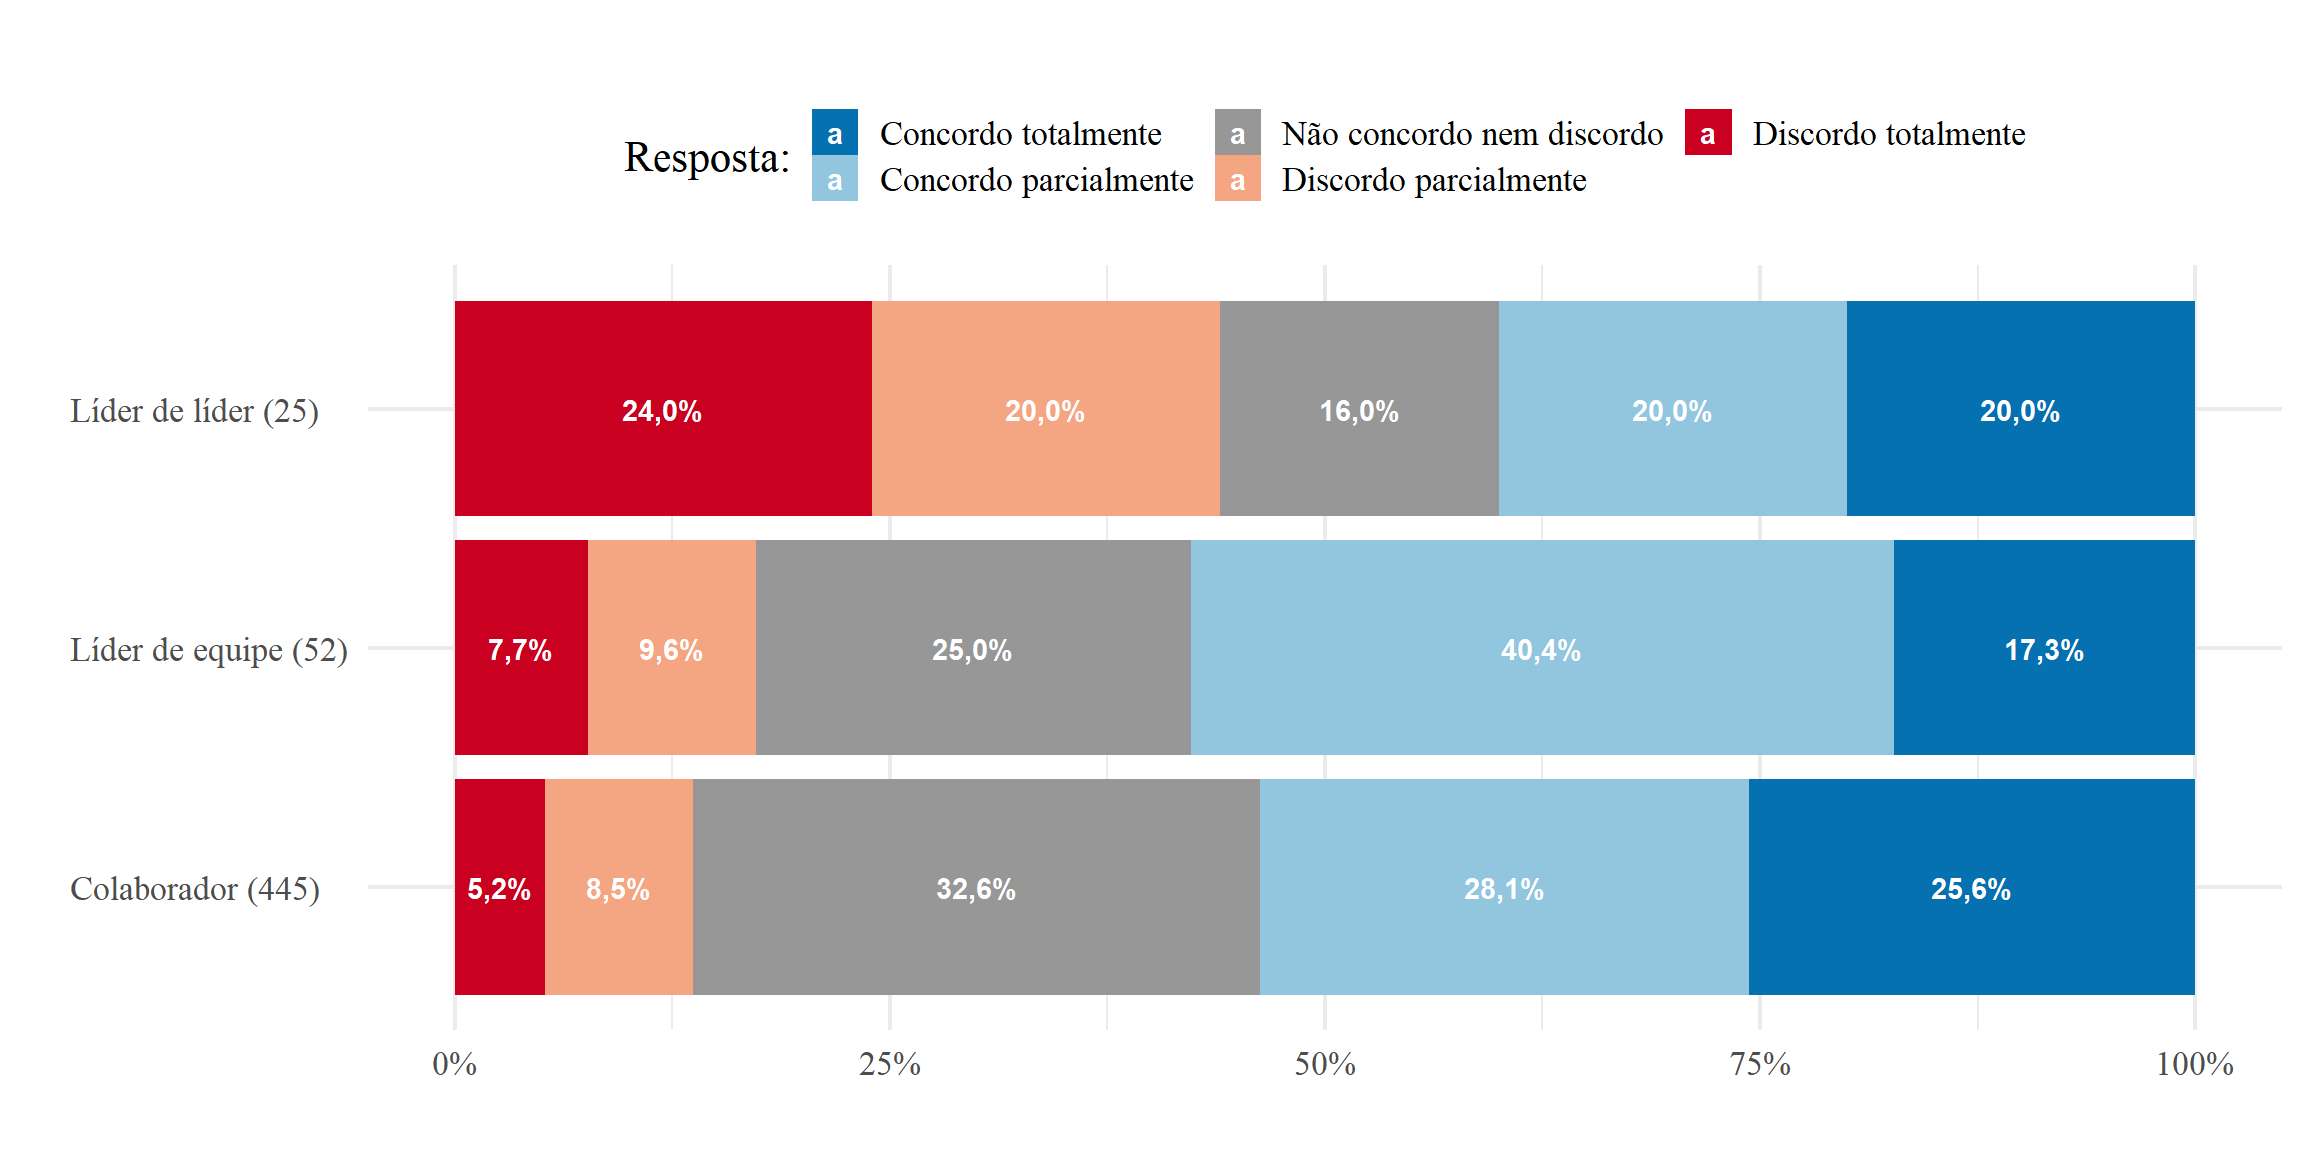 Resposta:
a Concordo totalmente
a Concordo parcialmente
a Não concordo nem discordo
a Discordo parcialmente
a Discordo totalmente
Líder de líder (25)
24,0% 20,0% 16,0% 20,0% 20,0%
Líder de equipe (52)
7,7% 9,6% 25,0% 40,4% 17,3%
Colaborador (445)
5,2% 8,5% 32,6% 28,1% 25,6%
0% 25% 50% 75% 100%